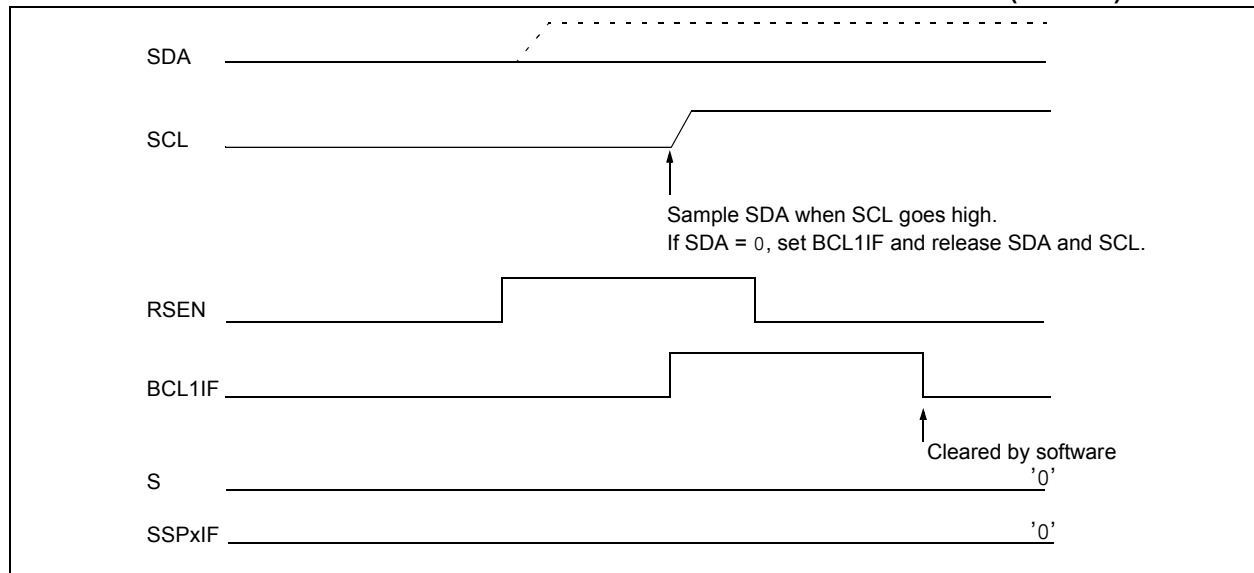 SDA
SCL
Sample SDA when SCL goes high.
If SDA = 0, set BCL1IF and release SDA and SCL.
RSEN
BCL1IF
Cleared by software
S
'0'
SSPxIF
'0'